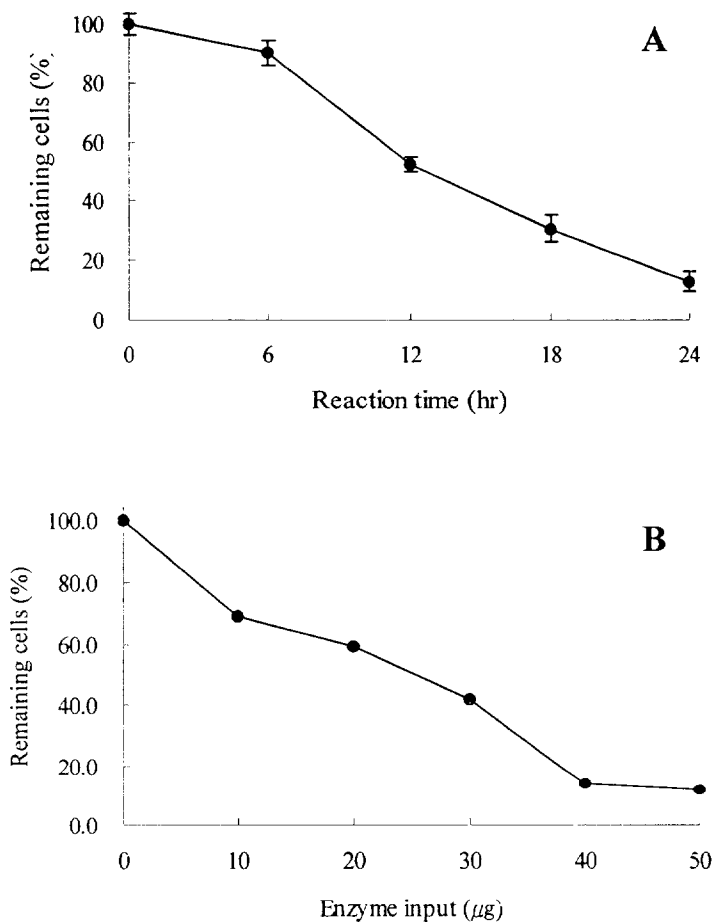 A
Remaining cells (%)
100
80
60
40
20
0
0 6 12 18 24
Reaction time (hr)
B
Remaining cells (%)
100.0
80.0
60.0
40.0
20.0
0.0
0 10 20 30 40 50
Enzyme input (μg)